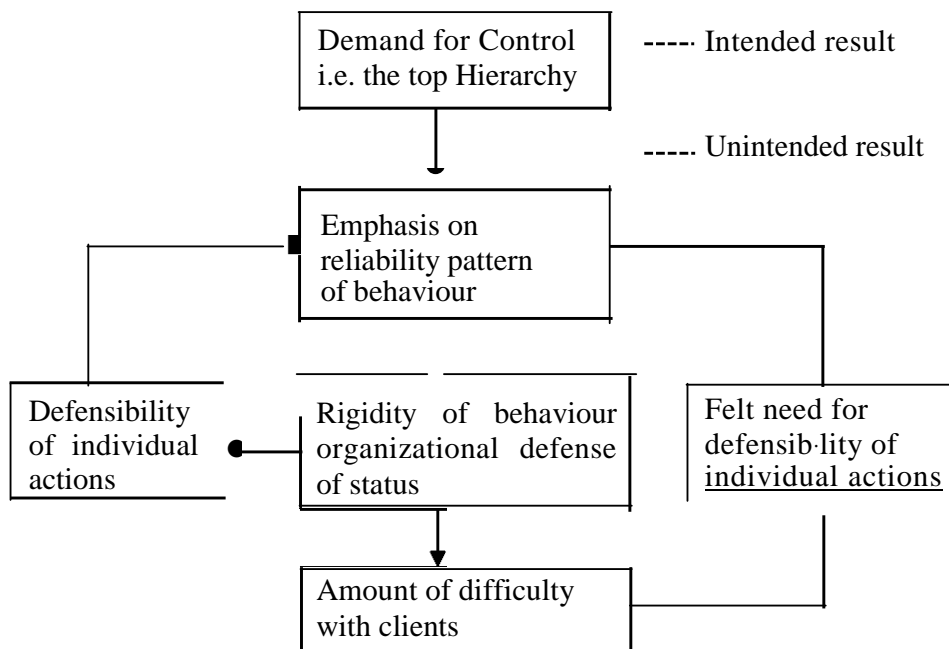 Demand for Control
i.e. the top Hierarchy
---- Intended result
---- Unintended result
Emphasis on
reliability pattern
of behaviour
Defensibility
of individual
actions
Rigidity of behaviour
organizational defense
of status
Felt need for
defensib·lity of
individual actions
Amount of difficulty
with clients